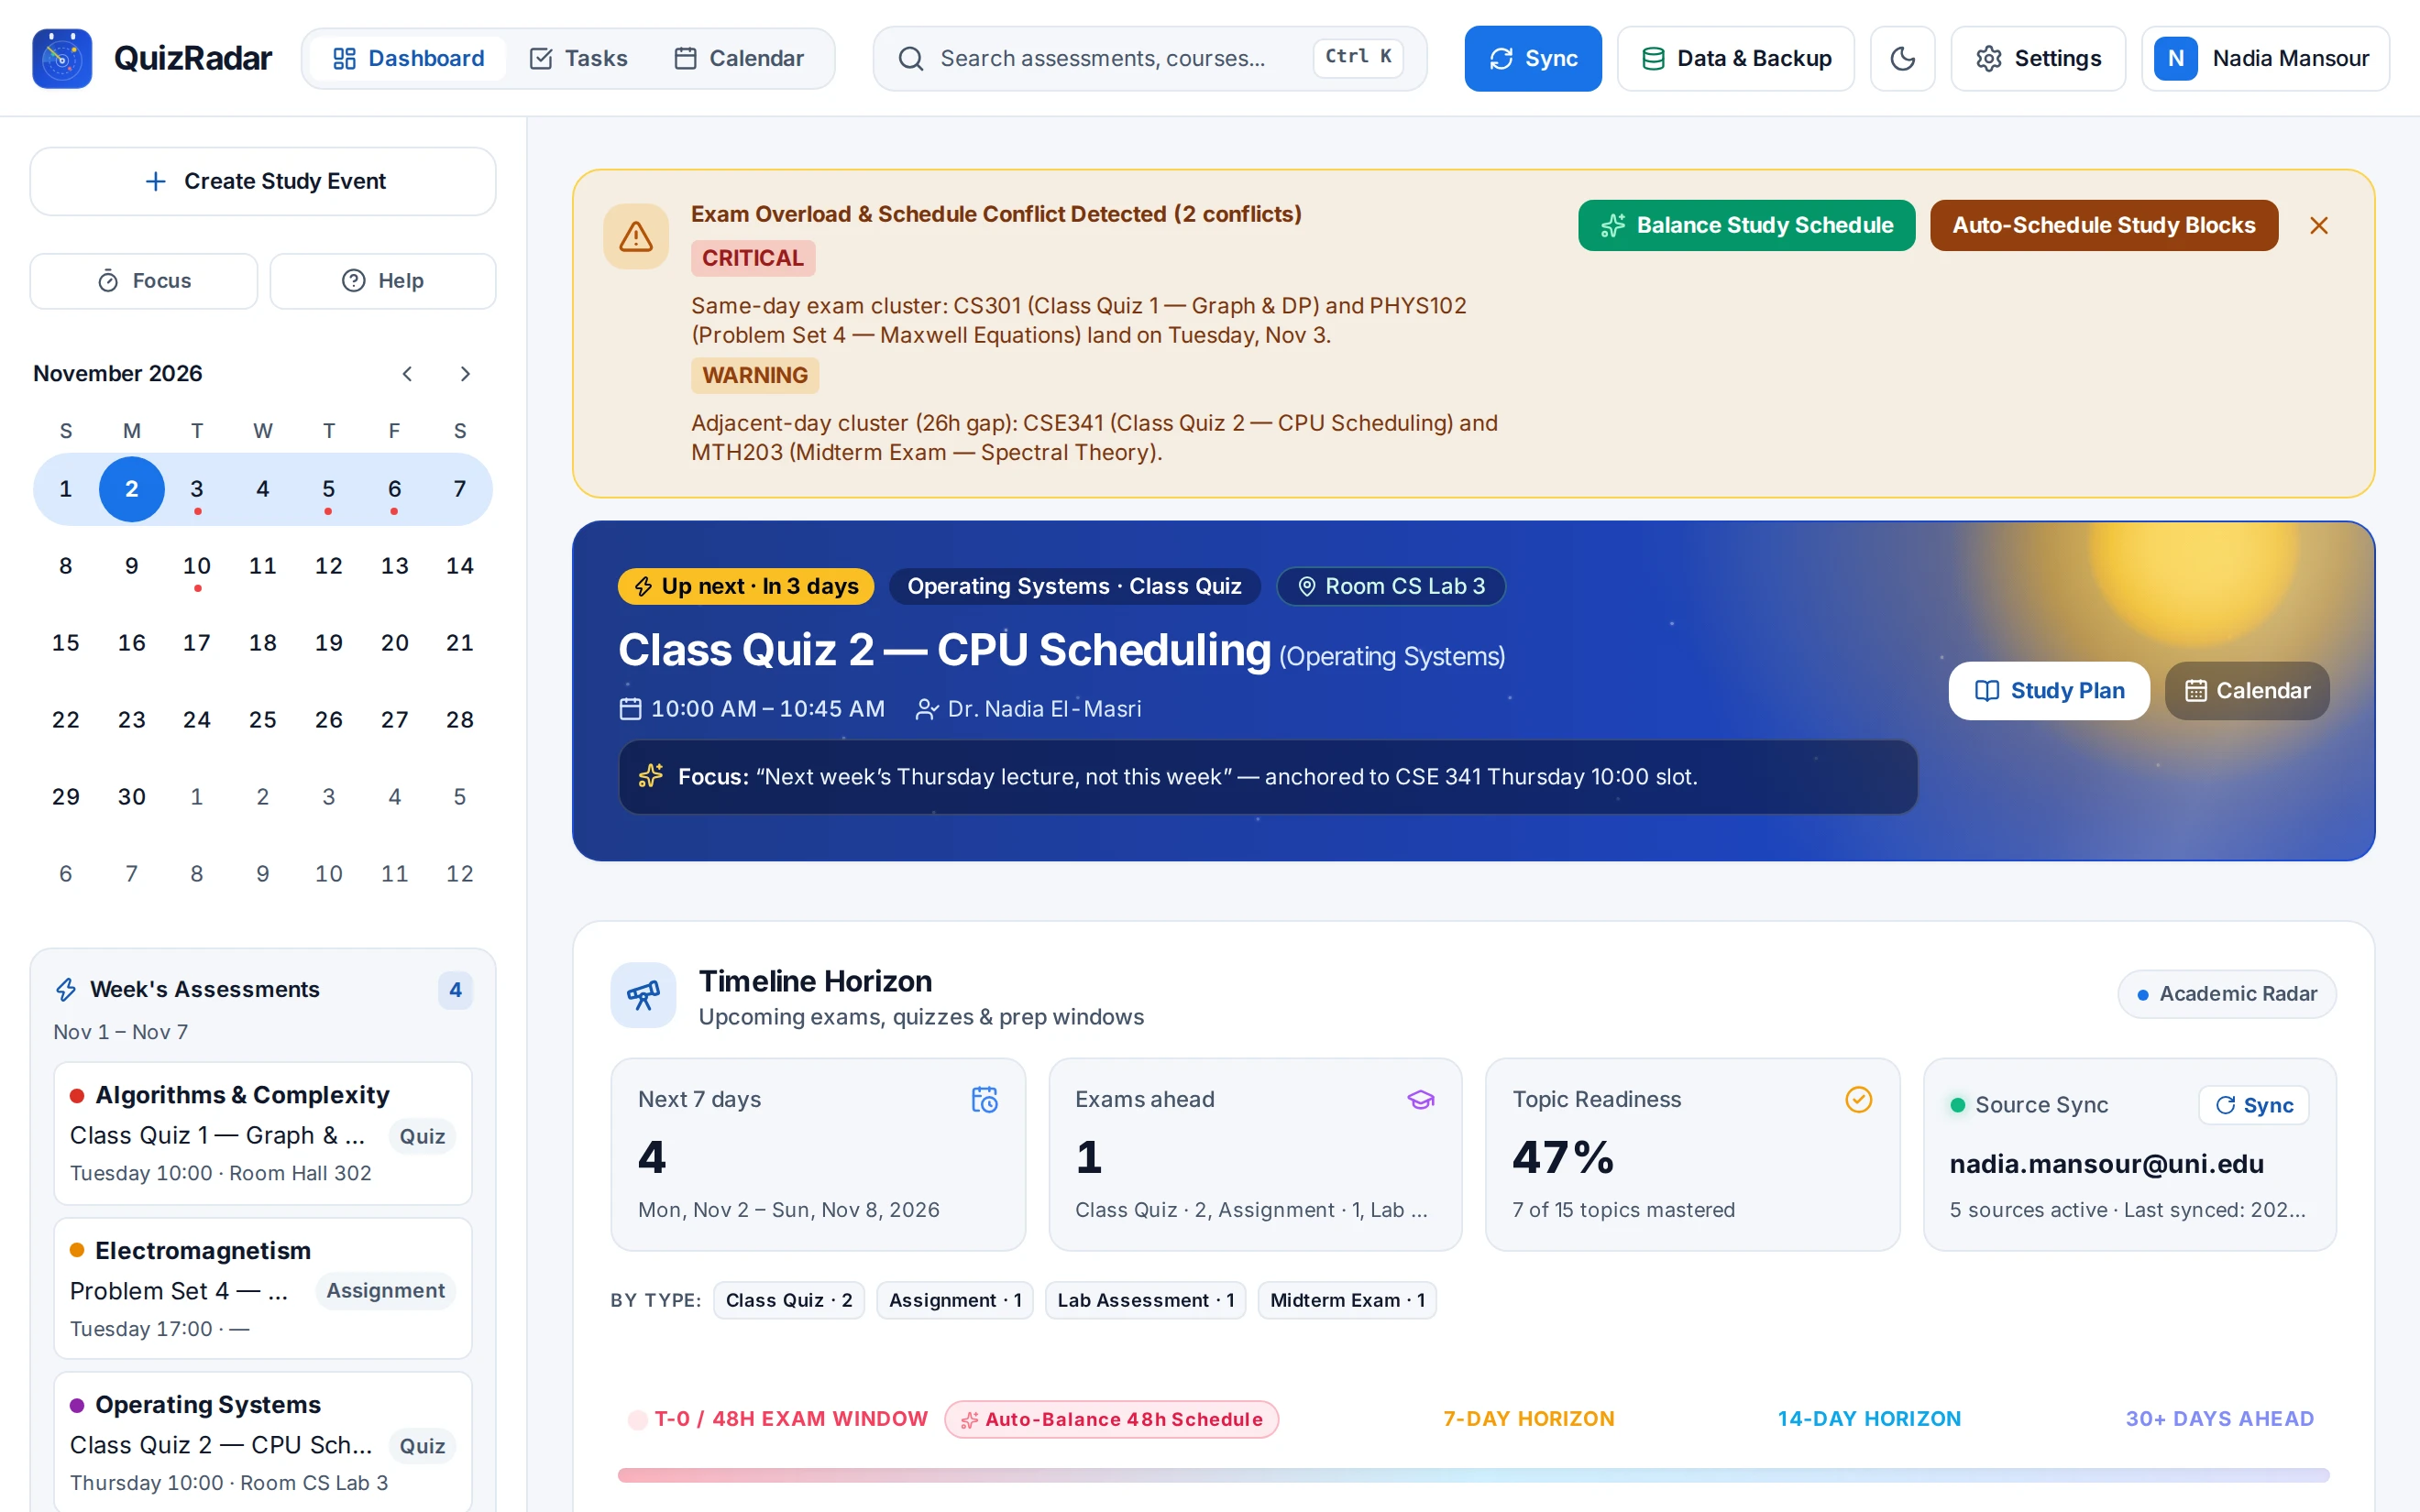 QuizRadar
Dashboard
Tasks
Calendar
Search assessments, courses...
Ctrl K
Sync
Data & Backup
Settings
N
Nadia Mansour
Create Study Event
Focus
Help
November 2026
S M T W T F S
1 2 3 4 5 6 7
8 9 10 11 12 13 14
15 16 17 18 19 20 21
22 23 24 25 26 27 28
29 30 1 2 3 4 5
6 7 8 9 10 11 12
Week's Assessments
4
Nov 1 – Nov 7
Algorithms & Complexity
Class Quiz 1 — Graph & ...
Quiz
Tuesday 10:00 · Room Hall 302
Electromagnetism
Problem Set 4 — ...
Assignment
Tuesday 17:00 · —
Operating Systems
Class Quiz 2 — CPU Sch...
Quiz
Thursday 10:00 · Room CS Lab 3
Exam Overload & Schedule Conflict Detected (2 conflicts)
CRITICAL
Same-day exam cluster: CS301 (Class Quiz 1 — Graph & DP) and PHYS102
(Problem Set 4 — Maxwell Equations) land on Tuesday, Nov 3.
WARNING
Adjacent-day cluster (26h gap): CSE341 (Class Quiz 2 — CPU Scheduling) and
MTH203 (Midterm Exam — Spectral Theory).
Balance Study Schedule
Auto-Schedule Study Blocks
Up next · In 3 days
Operating Systems · Class Quiz
Room CS Lab 3
Class Quiz 2 — CPU Scheduling (Operating Systems)
10:00 AM – 10:45 AM
Dr. Nadia El-Masri
Focus: “Next week’s Thursday lecture, not this week” — anchored to CSE 341 Thursday 10:00 slot.
Study Plan
Calendar
Timeline Horizon
Upcoming exams, quizzes & prep windows
Academic Radar
Next 7 days
4
Mon, Nov 2 – Sun, Nov 8, 2026
Exams ahead
1
Class Quiz · 2, Assignment · 1, Lab ...
Topic Readiness
47%
7 of 15 topics mastered
Source Sync
Sync
nadia.mansour@uni.edu
5 sources active · Last synced: 202...
BY TYPE:
Class Quiz · 2
Assignment · 1
Lab Assessment · 1
Midterm Exam · 1
T-0 / 48H EXAM WINDOW
Auto-Balance 48h Schedule
7-DAY HORIZON
14-DAY HORIZON
30+ DAYS AHEAD